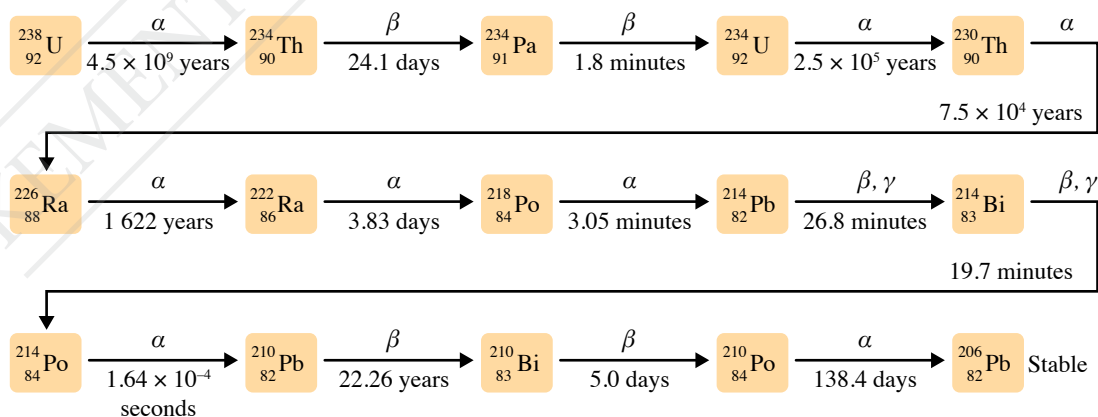 α β β α α
²³⁸₉₂U ²³⁴₉₀Th ²³⁴₉₁Pa ²³⁴₉₂U ²³⁰₉₀Th
4.5 × 10⁹ years 24.1 days 1.8 minutes 2.5 × 10⁵ years
7.5 × 10⁴ years
α α α β, γ β, γ
²²⁶₈₈Ra ²²²₈₆Ra ²¹⁸₈₄Po ²¹⁴₈₂Pb ²¹⁴₈₃Bi
1 622 years 3.83 days 3.05 minutes 26.8 minutes
19.7 minutes
α β β α
²¹⁴₈₄Po ²¹⁰₈₂Pb ²¹⁰₈₃Bi ²¹⁰₈₄Po ²⁰⁶₈₂Pb Stable
1.64 × 10⁻⁴ 22.26 years 5.0 days 138.4 days
seconds